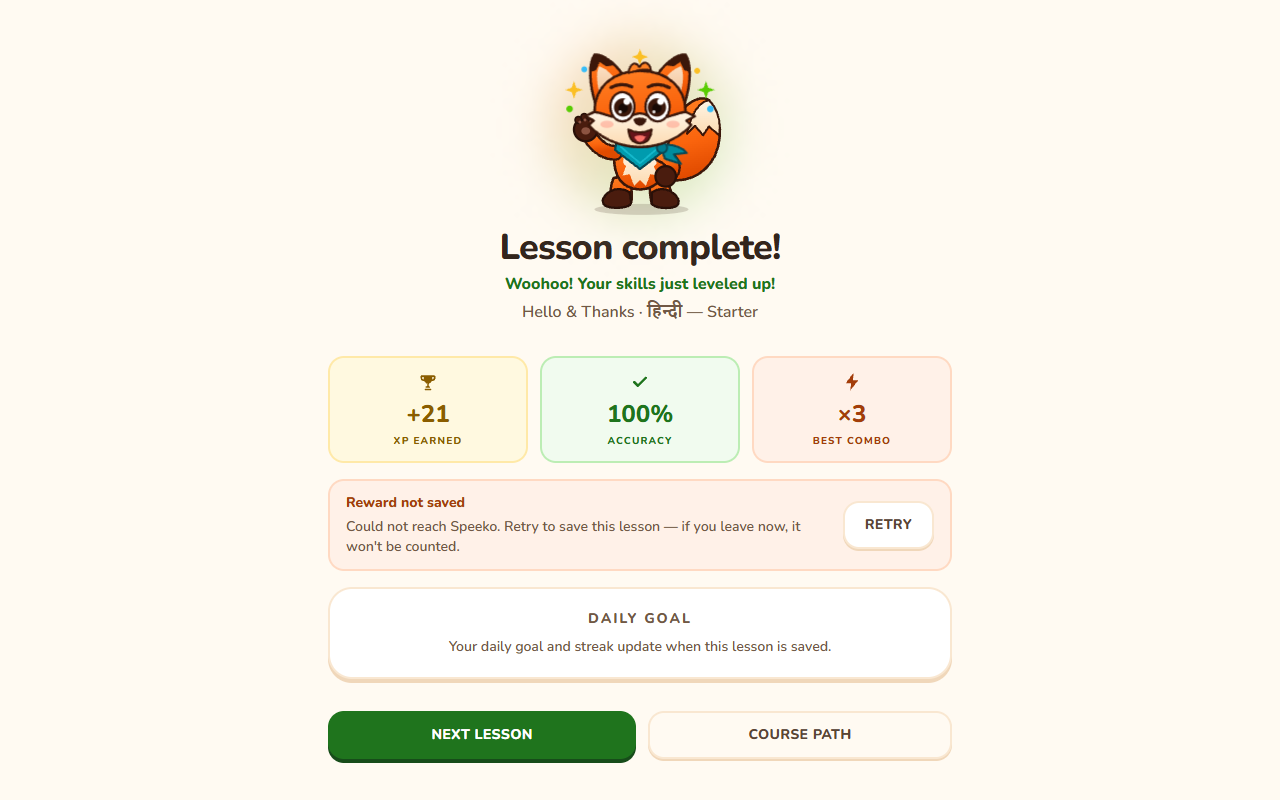 Lesson complete!
Woohoo! Your skills just leveled up!
Hello & Thanks · हिन्दी — Starter
+21
XP EARNED
100%
ACCURACY
×3
BEST COMBO
Reward not saved
Could not reach Speeko. Retry to save this lesson — if you leave now, it
won't be counted.
RETRY
DAILY GOAL
Your daily goal and streak update when this lesson is saved.
NEXT LESSON
COURSE PATH